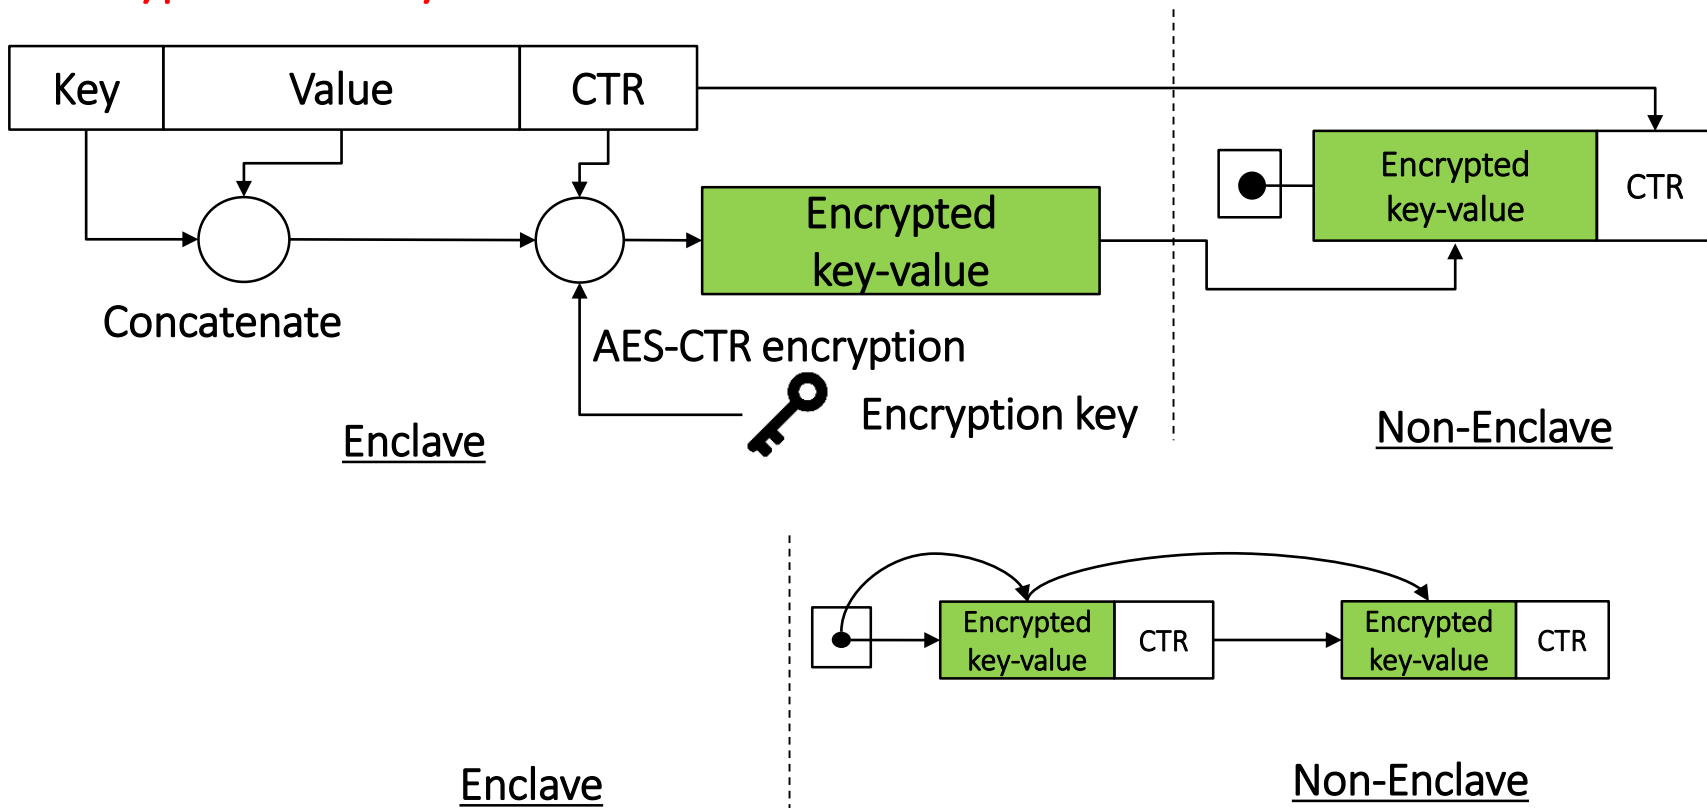 Key Value CTR
Encrypted
key-value
CTR
Encrypted
key-value
Concatenate
AES-CTR encryption
Encryption key
Enclave
Non-Enclave
Encrypted
key-value
CTR
Encrypted
key-value
CTR
Enclave
Non-Enclave